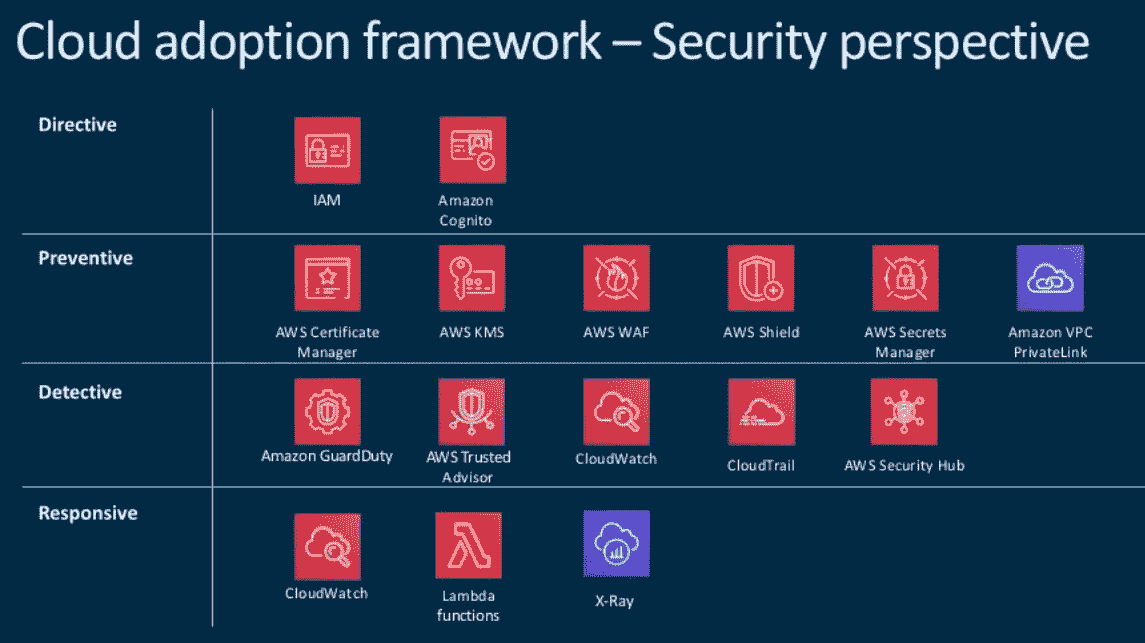 Cloud adoption framework – Security perspective
Directive
IAM
Amazon
Cognito
Preventive
AWS Certificate
Manager
AWS KMS
AWS WAF
AWS Shield
AWS Secrets
Manager
Amazon VPC
PrivateLink
Detective
Amazon GuardDuty
AWS Trusted
Advisor
CloudWatch
CloudTrail
AWS Security Hub
Responsive
CloudWatch
Lambda
functions
X-Ray